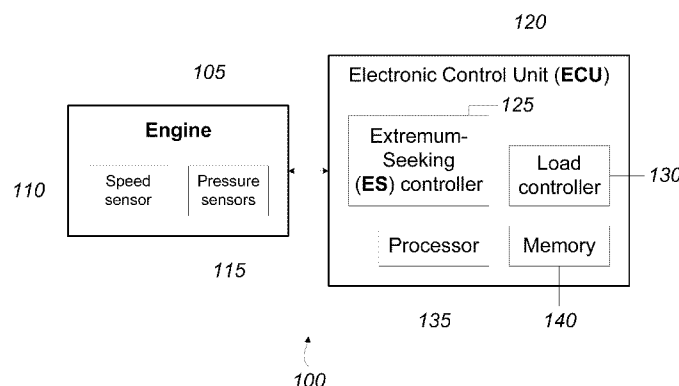 120
105
Electronic Control Unit (ECU)
125
Engine
Extremum-
Seeking
(ES) controller
Load
controller
130
110
Speed
sensor
Pressure
sensors
Processor
Memory
115
135
140
100